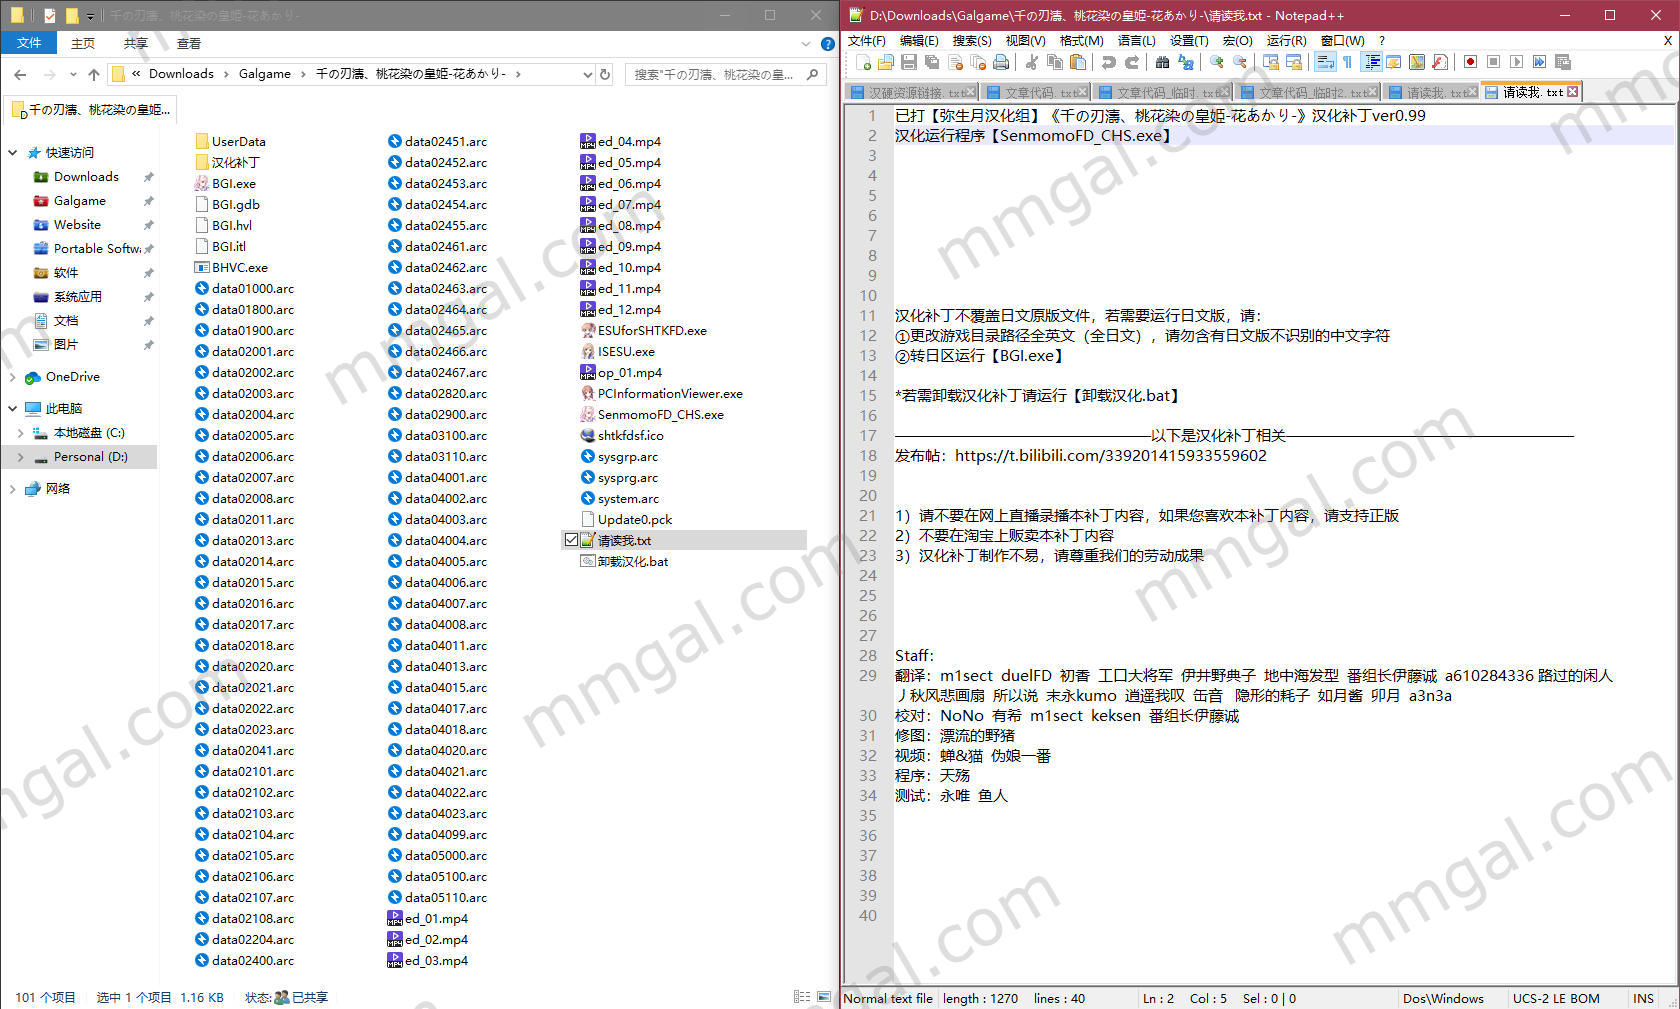 千の刃濤、桃花染の皇姫-花あかり-
文件 主页 共享 查看
« Downloads › Galgame › 千の刃濤、桃花染の皇姫-花あかり- ›
搜索"千の刃濤、桃花染の皇...
千の刃濤、桃花染の皇姫...
快速访问
Downloads
Galgame
Website
Portable Softwa
软件
系统应用
文档
图片
OneDrive
此电脑
本地磁盘 (C:)
Personal (D:)
网络
UserData
汉化补丁
BGI.exe
BGI.gdb
BGI.hvl
BGI.itl
BHVC.exe
data01000.arc
data01800.arc
data01900.arc
data02001.arc
data02002.arc
data02003.arc
data02004.arc
data02005.arc
data02006.arc
data02007.arc
data02008.arc
data02011.arc
data02014.arc
data02015.arc
data02016.arc
data02017.arc
data02018.arc
data02020.arc
data02021.arc
data02022.arc
data02023.arc
data02041.arc
data02101.arc
data02102.arc
data02103.arc
data02104.arc
data02105.arc
data02106.arc
data02107.arc
data02108.arc
data02204.arc
data02400.arc
data02451.arc
data02452.arc
data02453.arc
data02454.arc
data02455.arc
data02461.arc
data02462.arc
data02463.arc
data02464.arc
data02465.arc
data02466.arc
data02467.arc
data02820.arc
data02900.arc
data03100.arc
data03110.arc
data04001.arc
data04002.arc
data04003.arc
data04004.arc
data04005.arc
data04006.arc
data04007.arc
data04008.arc
data04011.arc
data04013.arc
data04015.arc
data04017.arc
data04018.arc
data04020.arc
data04021.arc
data04022.arc
data04023.arc
data04099.arc
data05000.arc
data05100.arc
data05110.arc
ed_01.mp4
ed_02.mp4
ed_03.mp4
ed_04.mp4
ed_05.mp4
ed_06.mp4
ed_07.mp4
ed_08.mp4
ed_09.mp4
ed_10.mp4
ed_11.mp4
ed_12.mp4
ESUforSHTKFD.exe
ISESU.exe
op_01.mp4
PCInformationViewer.exe
SenmomoFD_CHS.exe
shtkfdsf.ico
sysgrp.arc
sysprg.arc
system.arc
Update0.pck
请读我.txt
卸载汉化.bat
101 个项目 选中 1 个项目 1.16 KB 状态: 已共享
D:\Downloads\Galgame\千の刃濤、桃花染の皇姫-花あかり-\请读我.txt - Notepad++
文件(F) 编辑(E) 搜索(S) 视图(V) 格式(M) 语言(L) 设置(T) 宏(O) 运行(R) 窗口(W) ? X
汉硬资源链接.txt 文章代码.txt 文章代码_临时.txt 文章代码_临时2.txt 请读我.txt 请读我.txt
1 已打【弥生月汉化组】《千の刃濤、桃花染の皇姫-花あかり-》汉化补丁ver0.99
2 汉化运行程序【SenmomoFD_CHS.exe】
3
4
5
6
7
8
9
10
11 汉化补丁不覆盖日文原版文件，若需要运行日文版，请：
12 ①更改游戏目录路径全英文（全日文），请勿含有日文版不识别的中文字符
13 ②转日区运行【BGI.exe】
14
15 *若需卸载汉化补丁请运行【卸载汉化.bat】
16
17 ————————————————以下是汉化补丁相关——————————————————
18 发布帖：https://t.bilibili.com/339201415933559602
19
20
21 1）请不要在网上直播录播本补丁内容，如果您喜欢本补丁内容，请支持正版
22 2）不要在淘宝上贩卖本补丁内容
23 3）汉化补丁制作不易，请尊重我们的劳动成果
24
25
26
27
28 Staff：
29 翻译：m1sect duelFD 初香 工口大将军 伊井野典子 地中海发型 番组长伊藤诚 a610284336 路过的闲人
丿秋风悲画扇 所以说 末永kumo 逍遥我叹 缶音 隐形的耗子 如月酱 卯月 a3n3a
30 校对：NoNo 有希 m1sect keksen 番组长伊藤诚
31 修图：漂流的野猪
32 视频：蝉&猫 伪娘一番
33 程序：天殇
34 测试：永唯 鱼人
35
36
37
38
39
40
Normal text file length : 1270 lines : 40 Ln : 2 Col : 5 Sel : 0 | 0 Dos\Windows UCS-2 LE BOM INS
mmgal.com
mmgal.com
mmgal.com
mmgal.com
mmgal.com
mmgal.com